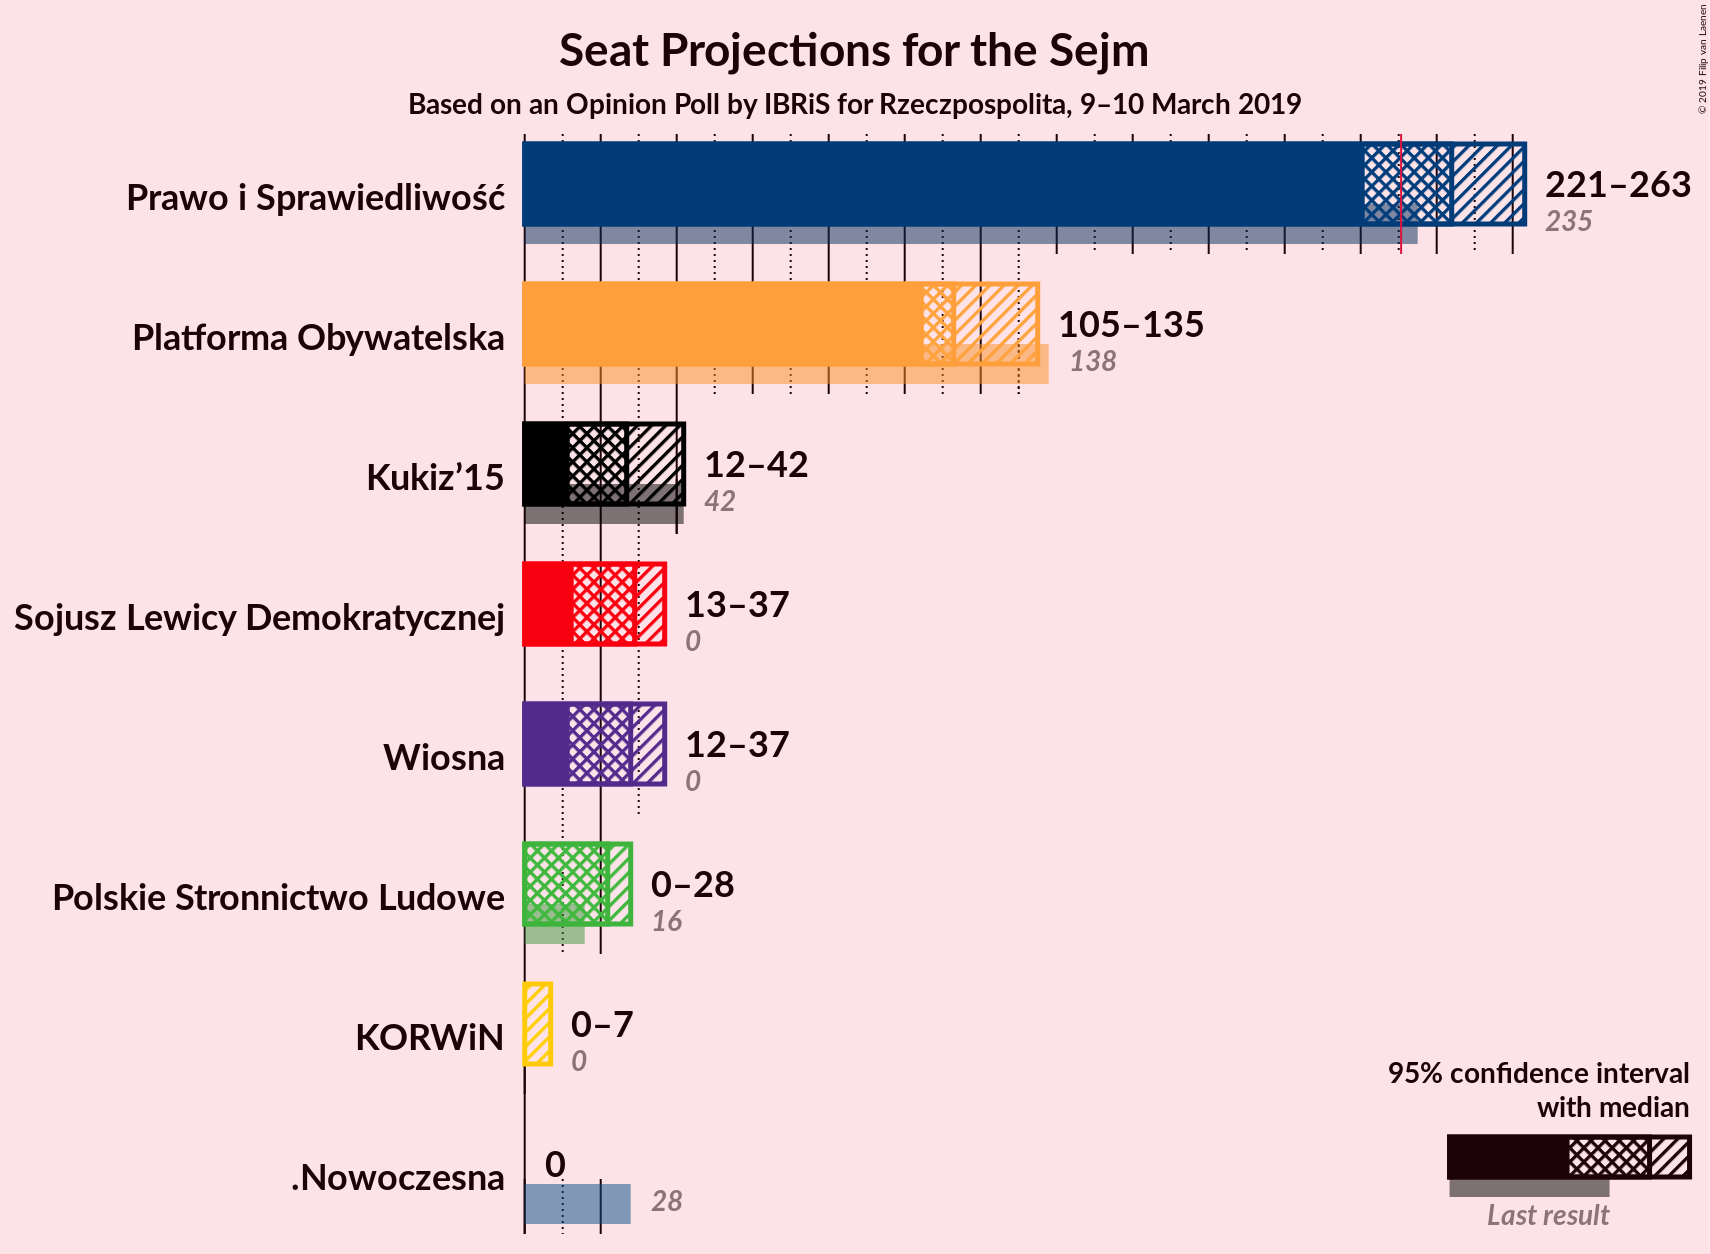 Seat Projections for the Sejm
Based on an Opinion Poll by IBRiS for Rzeczpospolita, 9–10 March 2019
© 2019 Filip van Laenen
Prawo i Sprawiedliwość
221–263
235
Platforma Obywatelska
105–135
138
Kukiz’15
12–42
42
Sojusz Lewicy Demokratycznej
13–37
0
Wiosna
12–37
0
Polskie Stronnictwo Ludowe
0–28
16
KORWiN
0–7
0
.Nowoczesna
0
28
95% confidence interval
with median
Last result